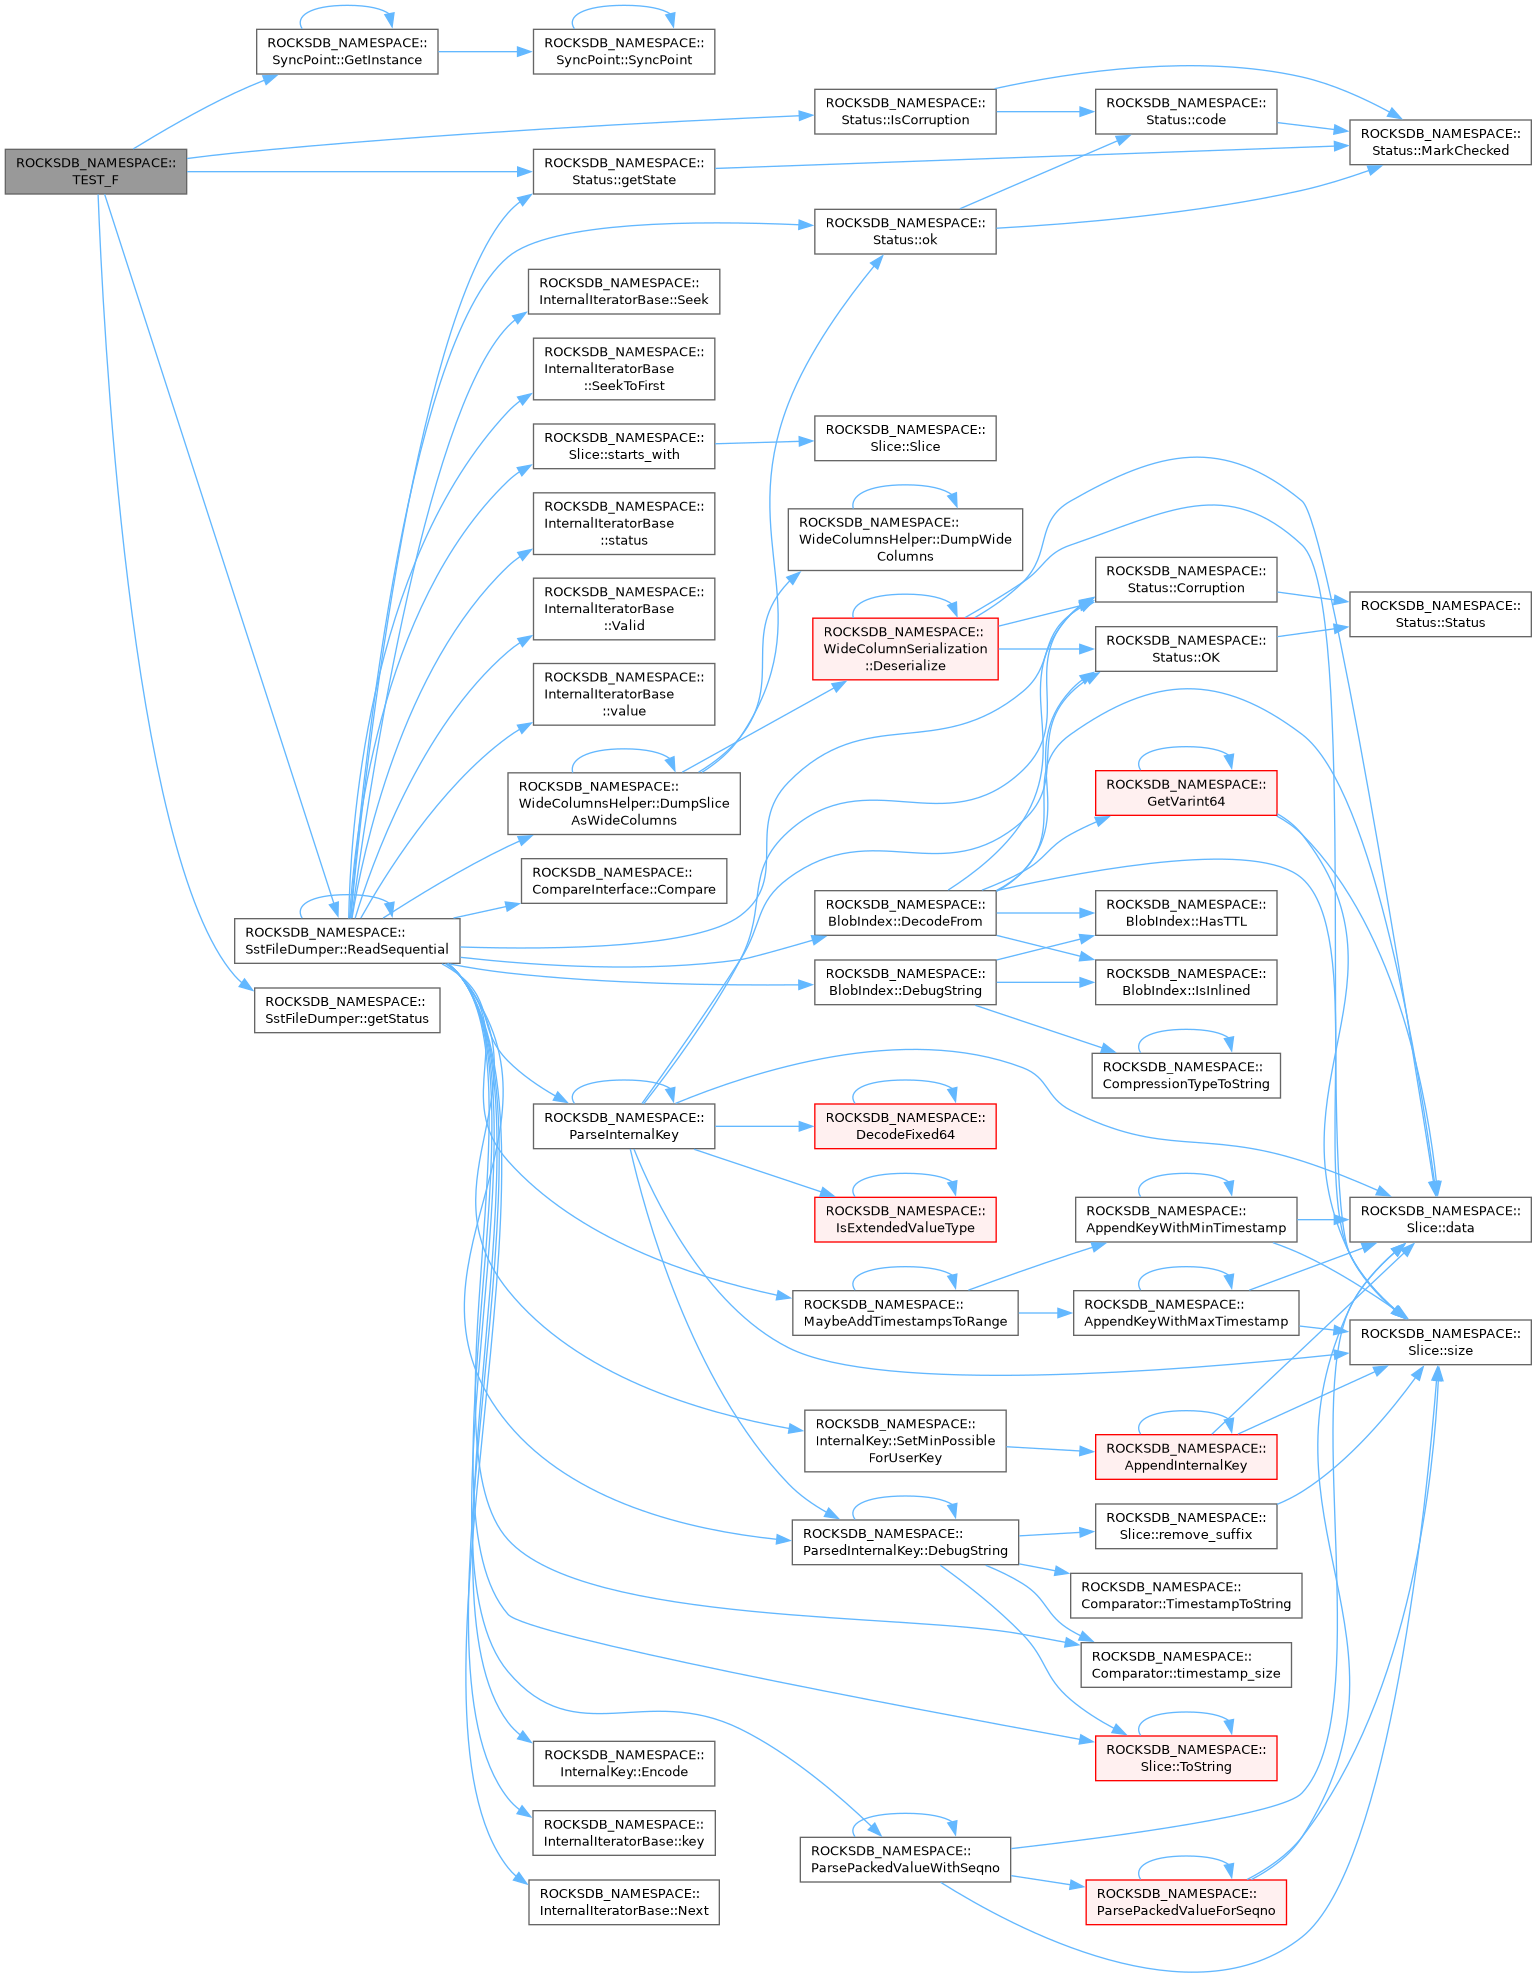 ROCKSDB_NAMESPACE::
TEST_F
ROCKSDB_NAMESPACE::
SyncPoint::GetInstance
ROCKSDB_NAMESPACE::
SyncPoint::SyncPoint
ROCKSDB_NAMESPACE::
Status::IsCorruption
ROCKSDB_NAMESPACE::
Status::code
ROCKSDB_NAMESPACE::
Status::MarkChecked
ROCKSDB_NAMESPACE::
Status::getState
ROCKSDB_NAMESPACE::
Status::ok
ROCKSDB_NAMESPACE::
InternalIteratorBase::Seek
ROCKSDB_NAMESPACE::
InternalIteratorBase
::SeekToFirst
ROCKSDB_NAMESPACE::
Slice::starts_with
ROCKSDB_NAMESPACE::
Slice::Slice
ROCKSDB_NAMESPACE::
InternalIteratorBase
::status
ROCKSDB_NAMESPACE::
WideColumnsHelper::DumpWide
Columns
ROCKSDB_NAMESPACE::
InternalIteratorBase
::Valid
ROCKSDB_NAMESPACE::
WideColumnSerialization
::Deserialize
ROCKSDB_NAMESPACE::
Status::Corruption
ROCKSDB_NAMESPACE::
Status::OK
ROCKSDB_NAMESPACE::
Status::Status
ROCKSDB_NAMESPACE::
InternalIteratorBase
::value
ROCKSDB_NAMESPACE::
WideColumnsHelper::DumpSlice
AsWideColumns
ROCKSDB_NAMESPACE::
GetVarint64
ROCKSDB_NAMESPACE::
CompareInterface::Compare
ROCKSDB_NAMESPACE::
SstFileDumper::ReadSequential
ROCKSDB_NAMESPACE::
BlobIndex::DecodeFrom
ROCKSDB_NAMESPACE::
BlobIndex::HasTTL
ROCKSDB_NAMESPACE::
SstFileDumper::getStatus
ROCKSDB_NAMESPACE::
BlobIndex::DebugString
ROCKSDB_NAMESPACE::
BlobIndex::IsInlined
ROCKSDB_NAMESPACE::
CompressionTypeToString
ROCKSDB_NAMESPACE::
ParseInternalKey
ROCKSDB_NAMESPACE::
DecodeFixed64
ROCKSDB_NAMESPACE::
IsExtendedValueType
ROCKSDB_NAMESPACE::
AppendKeyWithMinTimestamp
ROCKSDB_NAMESPACE::
Slice::data
ROCKSDB_NAMESPACE::
MaybeAddTimestampsToRange
ROCKSDB_NAMESPACE::
AppendKeyWithMaxTimestamp
ROCKSDB_NAMESPACE::
Slice::size
ROCKSDB_NAMESPACE::
InternalKey::SetMinPossible
ForUserKey
ROCKSDB_NAMESPACE::
AppendInternalKey
ROCKSDB_NAMESPACE::
ParsedInternalKey::DebugString
ROCKSDB_NAMESPACE::
Slice::remove_suffix
ROCKSDB_NAMESPACE::
Comparator::TimestampToString
ROCKSDB_NAMESPACE::
Comparator::timestamp_size
ROCKSDB_NAMESPACE::
Slice::ToString
ROCKSDB_NAMESPACE::
InternalKey::Encode
ROCKSDB_NAMESPACE::
InternalIteratorBase::key
ROCKSDB_NAMESPACE::
ParsePackedValueWithSeqno
ROCKSDB_NAMESPACE::
ParsePackedValueForSeqno
ROCKSDB_NAMESPACE::
InternalIteratorBase::Next